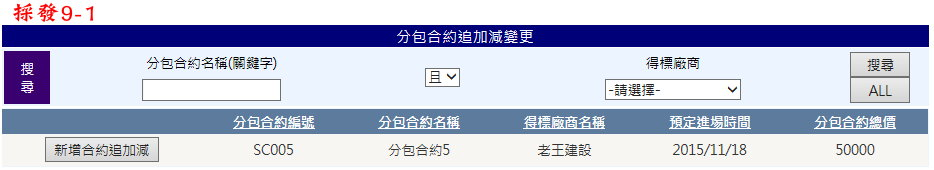 採發9-1
分包合約追加減變更
搜尋 分包合約名稱(關鍵字) 且 得標廠商 -請選擇- 搜尋 ALL
分包合約編號 分包合約名稱 得標廠商名稱 預定進場時間 分包合約總價
新增合約追加減 SC005 分包合約5 老王建設 2015/11/18 50000